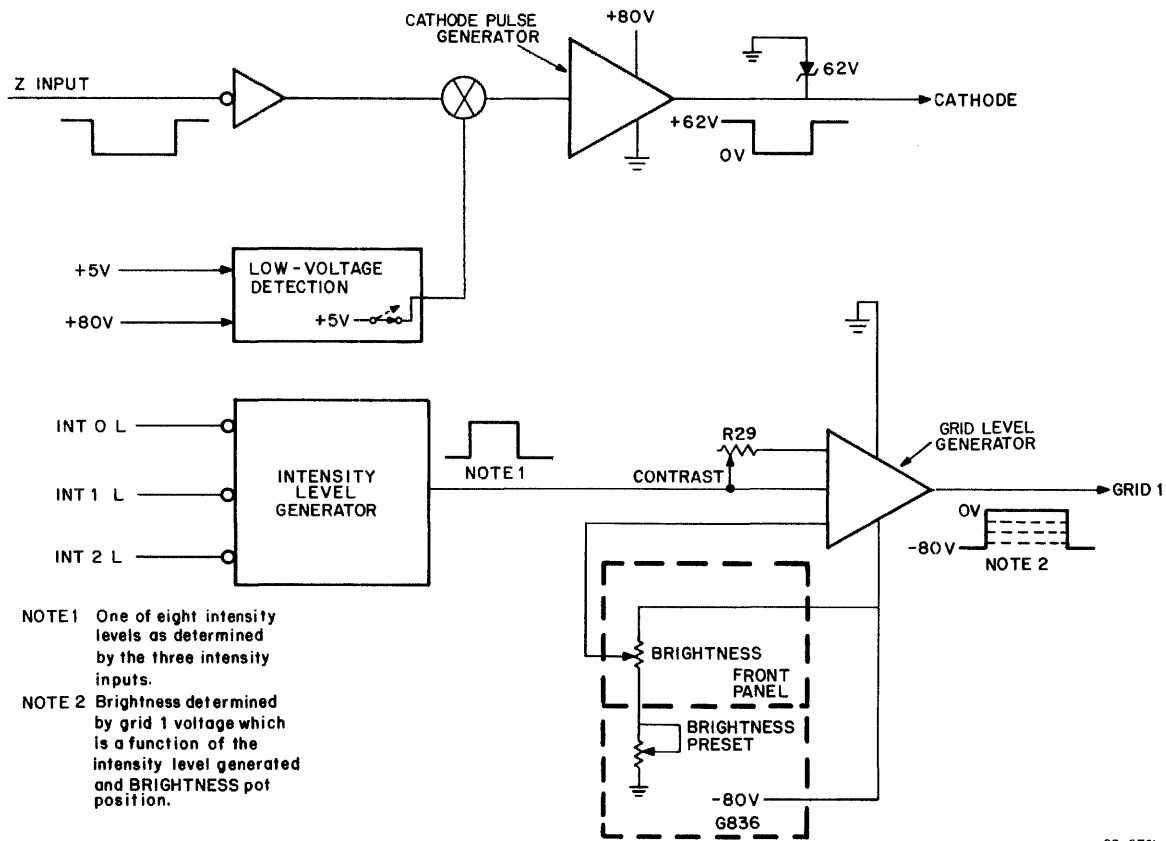 CATHODE PULSE
GENERATOR
+80V
Z INPUT
62V
CATHODE
+62V
0V
+5V
LOW-VOLTAGE
DETECTION
+5V
+80V
INT 0 L
INT 1 L
INT 2 L
INTENSITY
LEVEL
GENERATOR
NOTE 1
R29
CONTRAST
GRID LEVEL
GENERATOR
GRID 1
0V
-80V
NOTE 2
BRIGHTNESS
FRONT
PANEL
BRIGHTNESS
PRESET
-80V
G836
NOTE 1 One of eight intensity
levels as determined
by the three intensity
inputs.
NOTE 2 Brightness determined
by grid 1 voltage which
is a function of the
intensity level generated
and BRIGHTNESS pot
position.